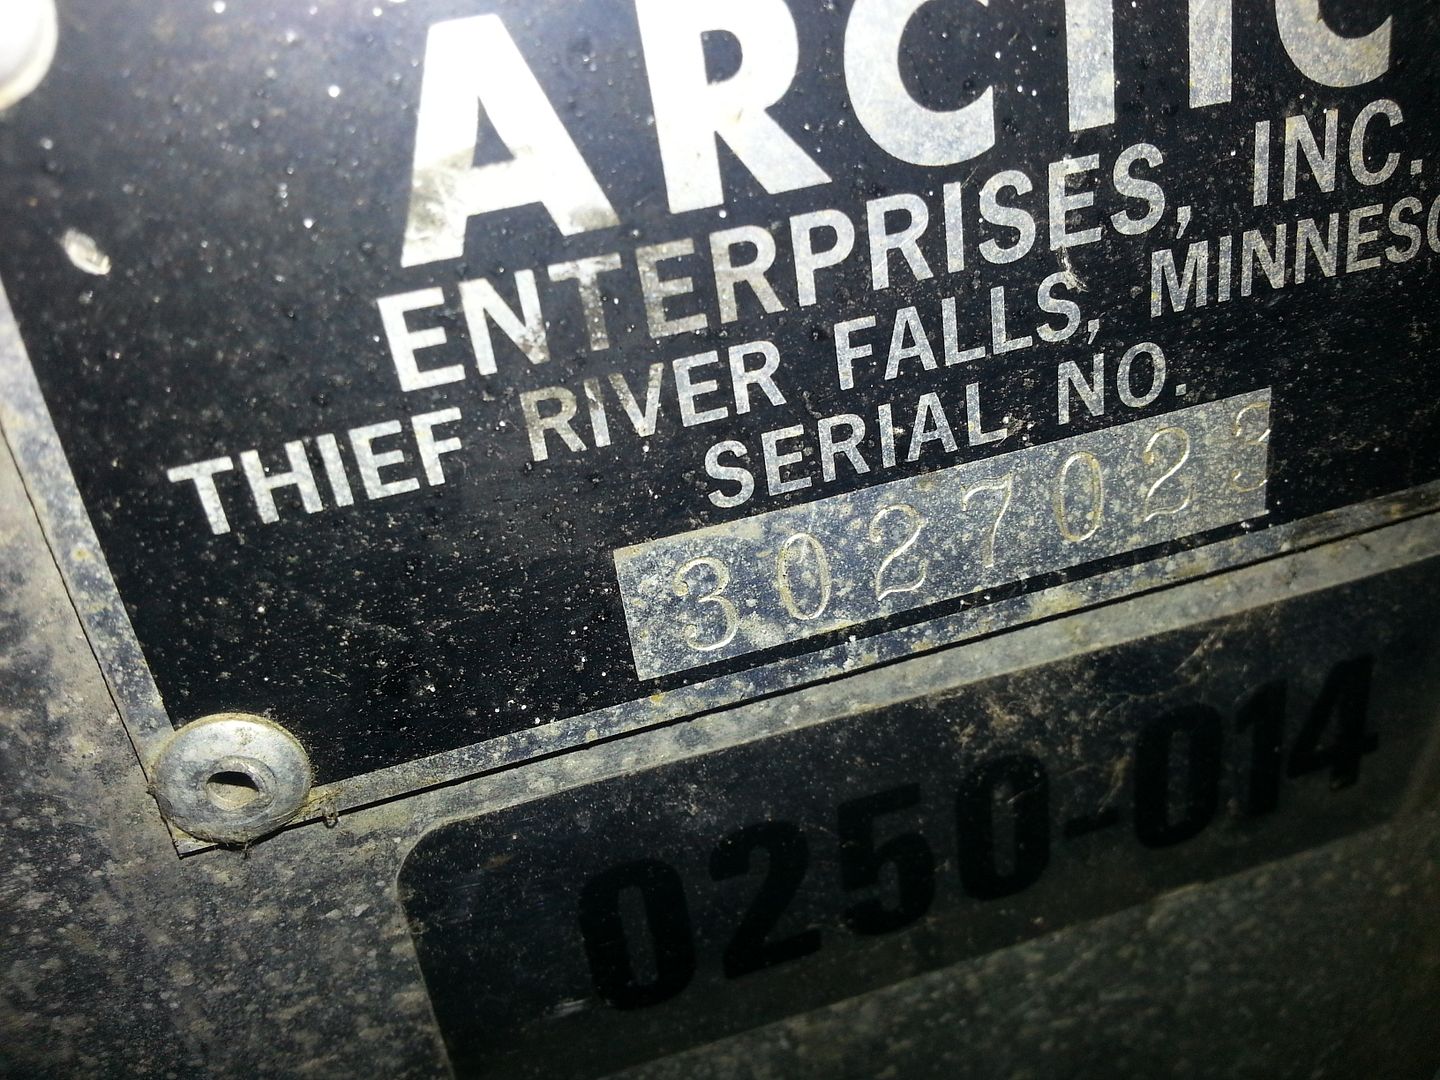 ARCTIC
ENTERPRISES, INC.
THIEF RIVER FALLS, MINNESO
SERIAL NO.
3027023
0250-014